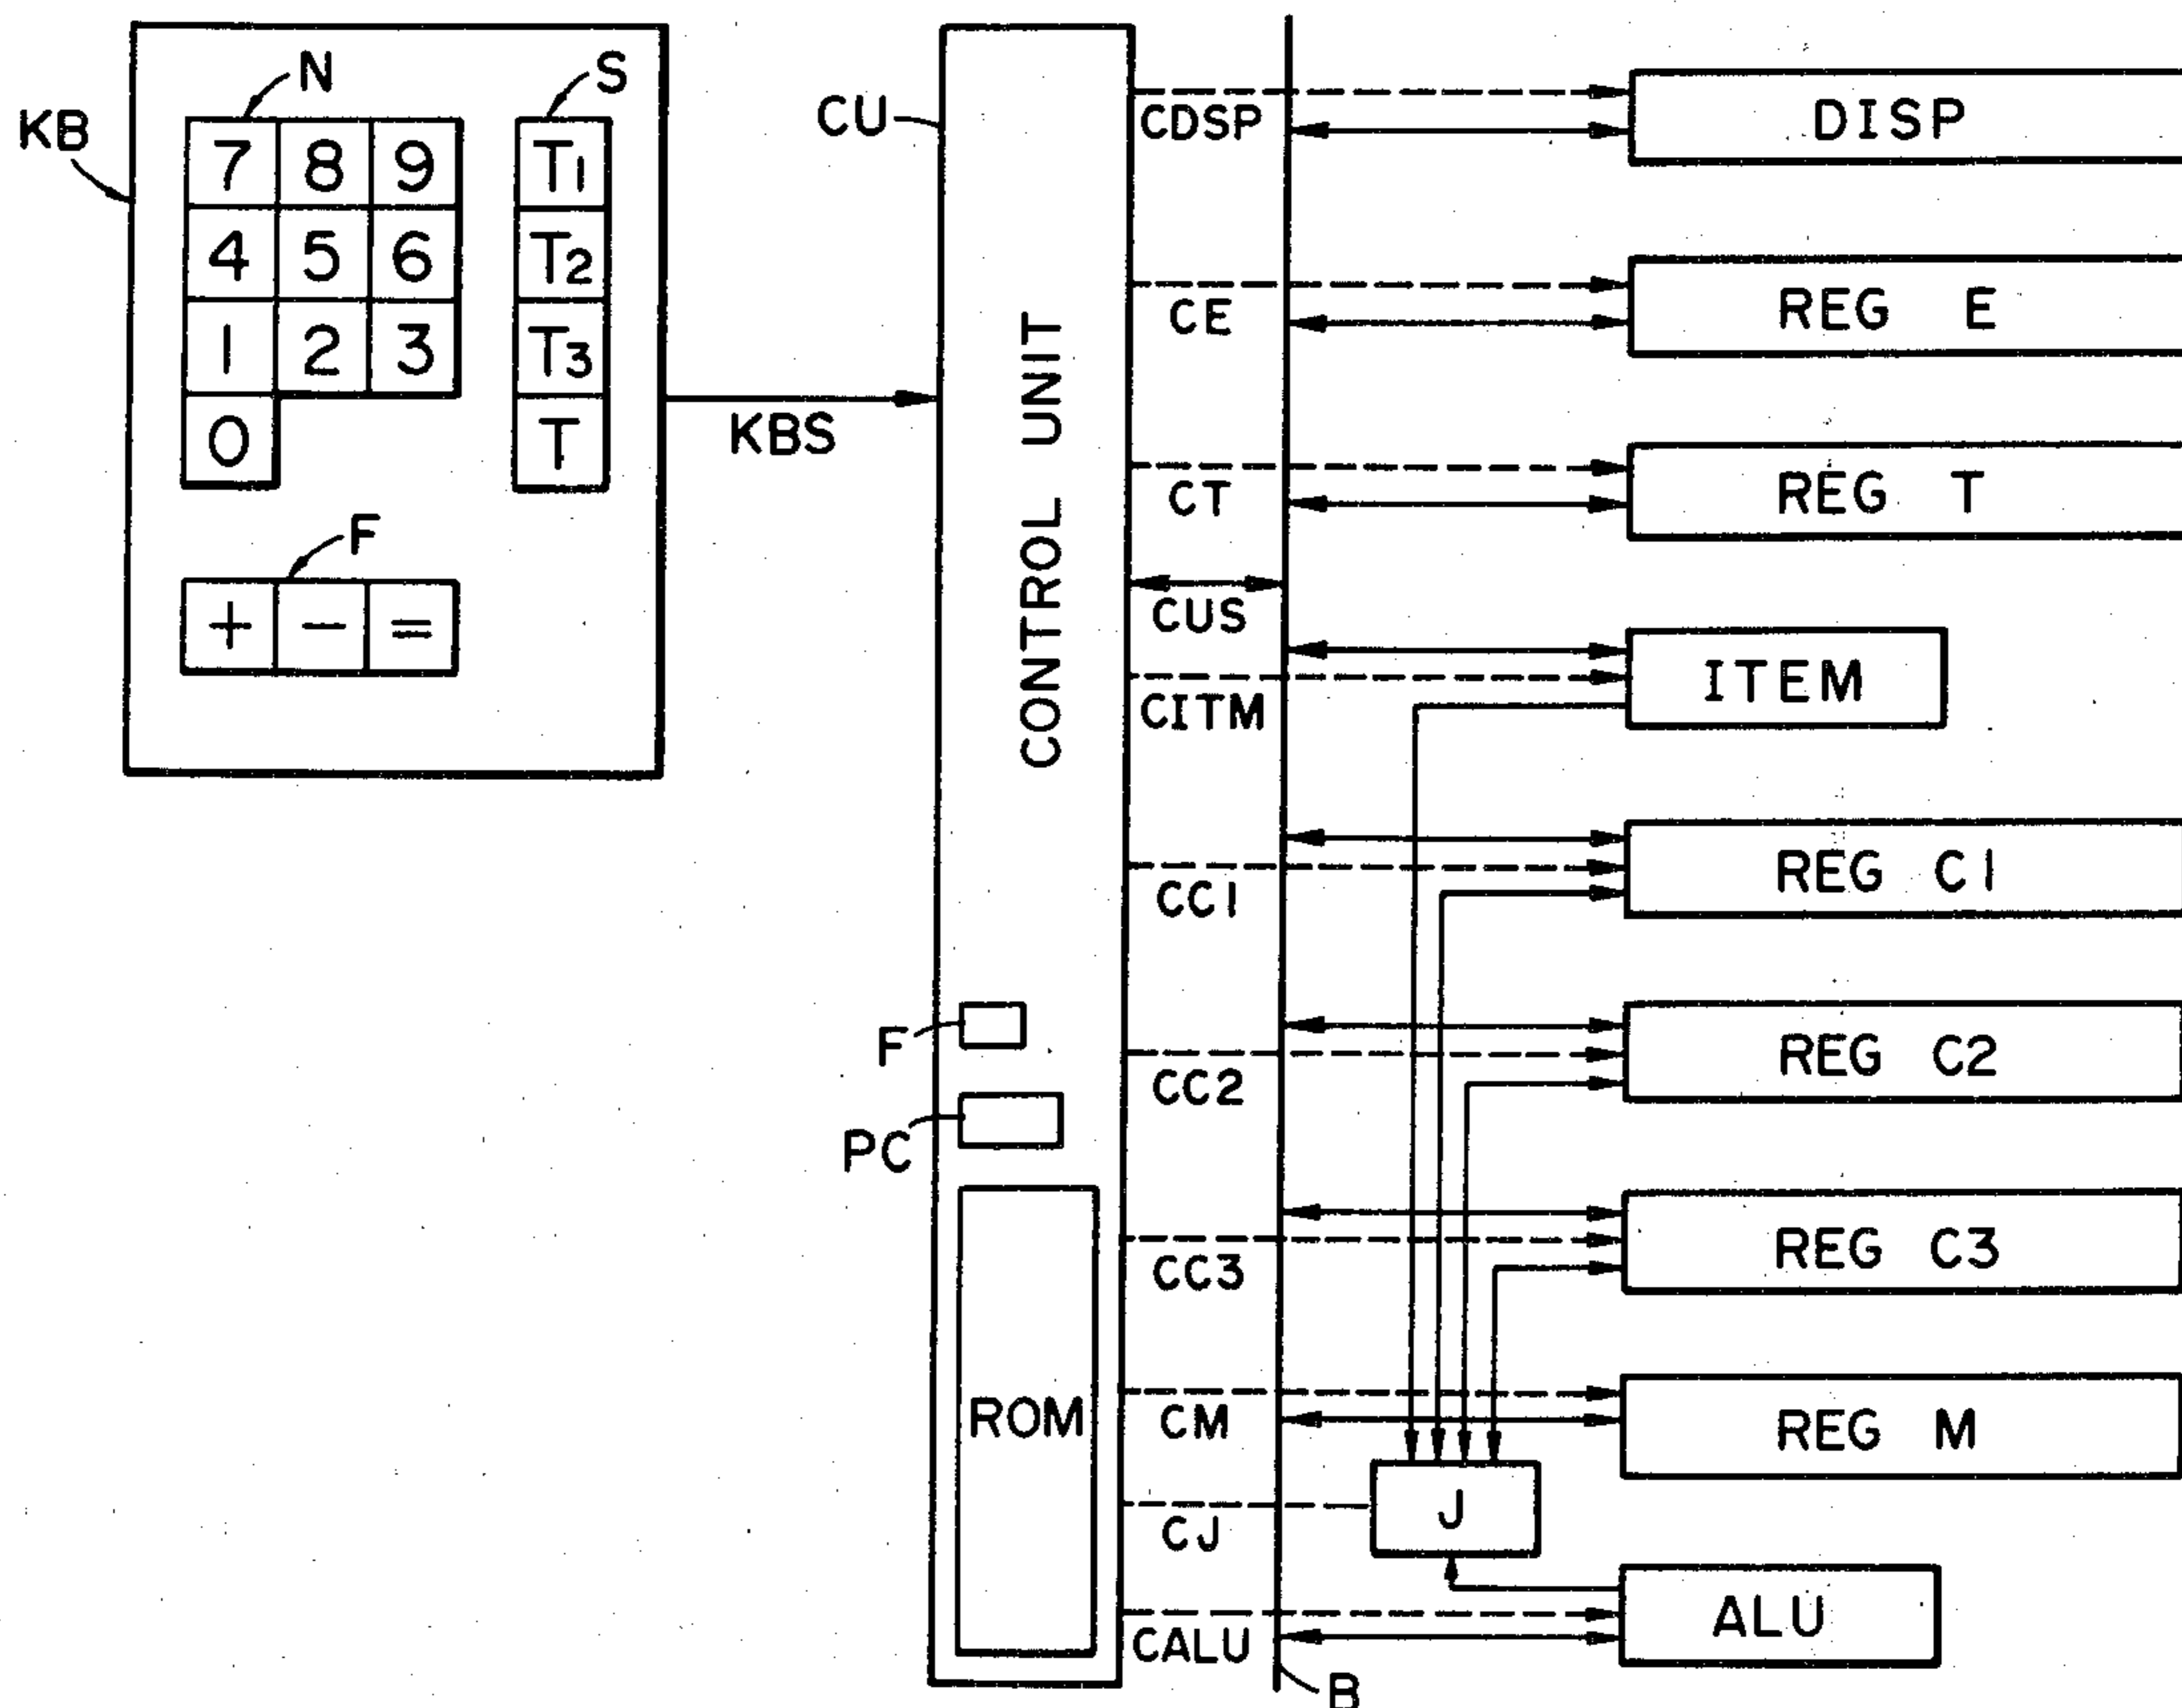 KB
N
S
7 8 9
4 5 6
1 2 3
0
T1
T2
T3
T
F
+ - =
KBS
CU
CONTROL UNIT
F
PC
ROM
CDSP
CE
CT
CUS
CITM
CC1
CC2
CC3
CM
CJ
CALU
B
DISP
REG E
REG T
ITEM
REG C1
REG C2
REG C3
REG M
J
ALU